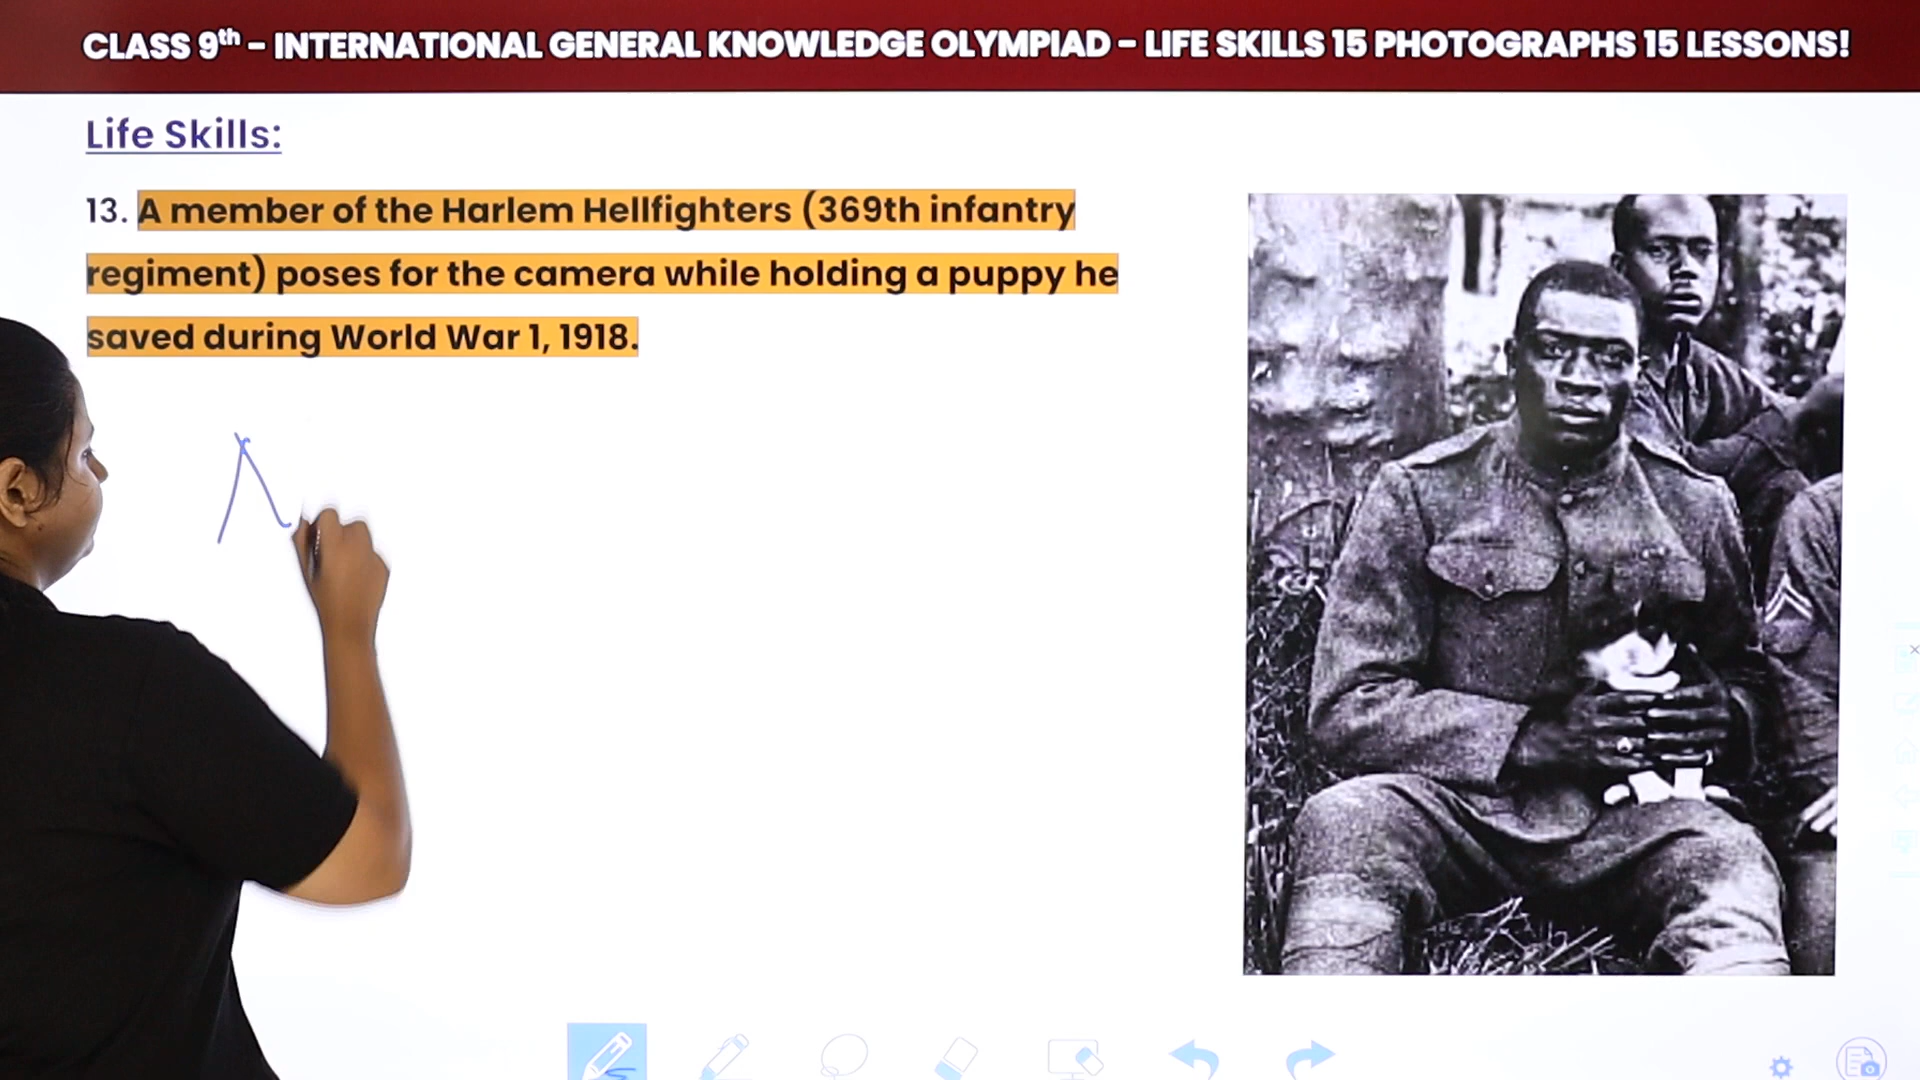 CLASS 9th – INTERNATIONAL GENERAL KNOWLEDGE OLYMPIAD – LIFE SKILLS 15 PHOTOGRAPHS 15 LESSONS!
Life Skills:
13. A member of the Harlem Hellfighters (369th infantry
regiment) poses for the camera while holding a puppy he
saved during World War 1, 1918.